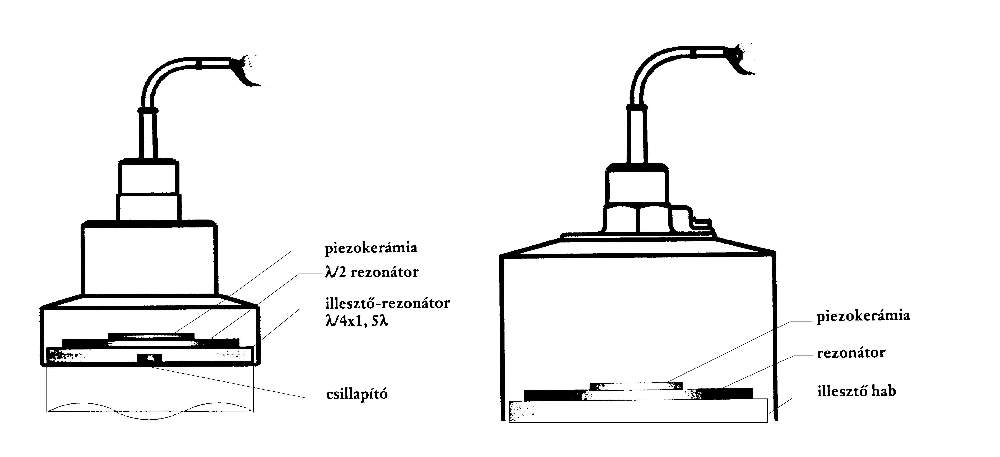 piezokerámia
λ/2 rezonátor
illesztő-rezonátor
λ/4x1, 5λ
csillapító
piezokerámia
rezonátor
illesztő hab